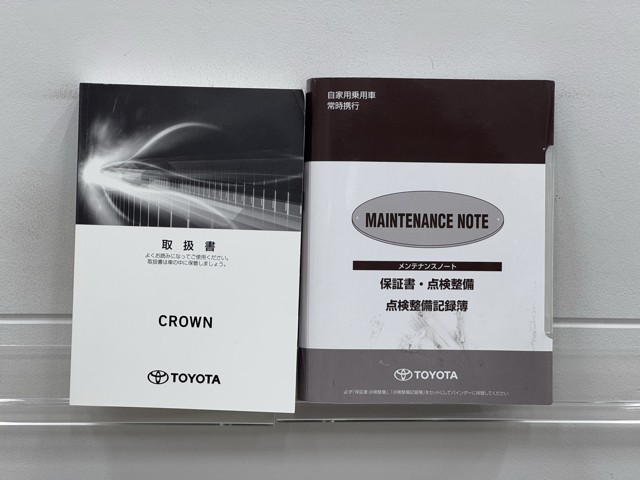 取扱書
よくお読みになってご使用ください。
取扱書は車の中に保管しましょう。
CROWN
TOYOTA
自家用乗用車
常時携行
MAINTENANCE NOTE
メンテナンスノート
保証書・点検整備
点検整備記録簿
TOYOTA